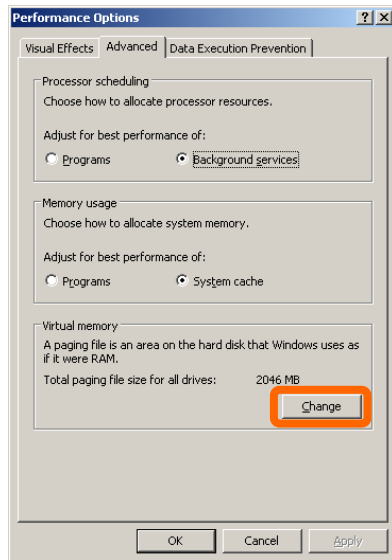 Performance Options
Visual Effects Advanced Data Execution Prevention
Processor scheduling
Choose how to allocate processor resources.
Adjust for best performance of:
Programs Background services
Memory usage
Choose how to allocate system memory.
Adjust for best performance of:
Programs System cache
Virtual memory
A paging file is an area on the hard disk that Windows uses as
if it were RAM.
Total paging file size for all drives: 2046 MB
Change
OK Cancel Apply